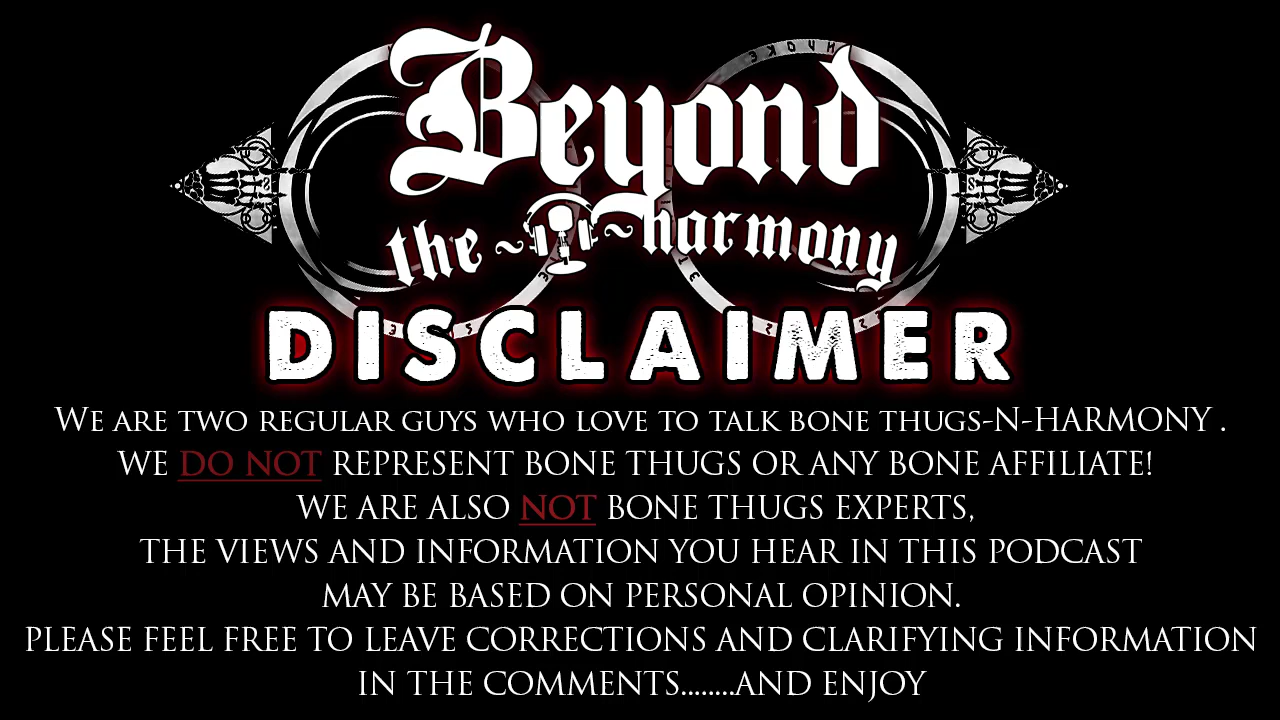 Beyond
the ~ ~ harmony
DISCLAIMER
WE ARE TWO REGULAR GUYS WHO LOVE TO TALK BONE THUGS-N-HARMONY .
WE DO NOT REPRESENT BONE THUGS OR ANY BONE AFFILIATE!
WE ARE ALSO NOT BONE THUGS EXPERTS,
THE VIEWS AND INFORMATION YOU HEAR IN THIS PODCAST
MAY BE BASED ON PERSONAL OPINION.
PLEASE FEEL FREE TO LEAVE CORRECTIONS AND CLARIFYING INFORMATION
IN THE COMMENTS........AND ENJOY